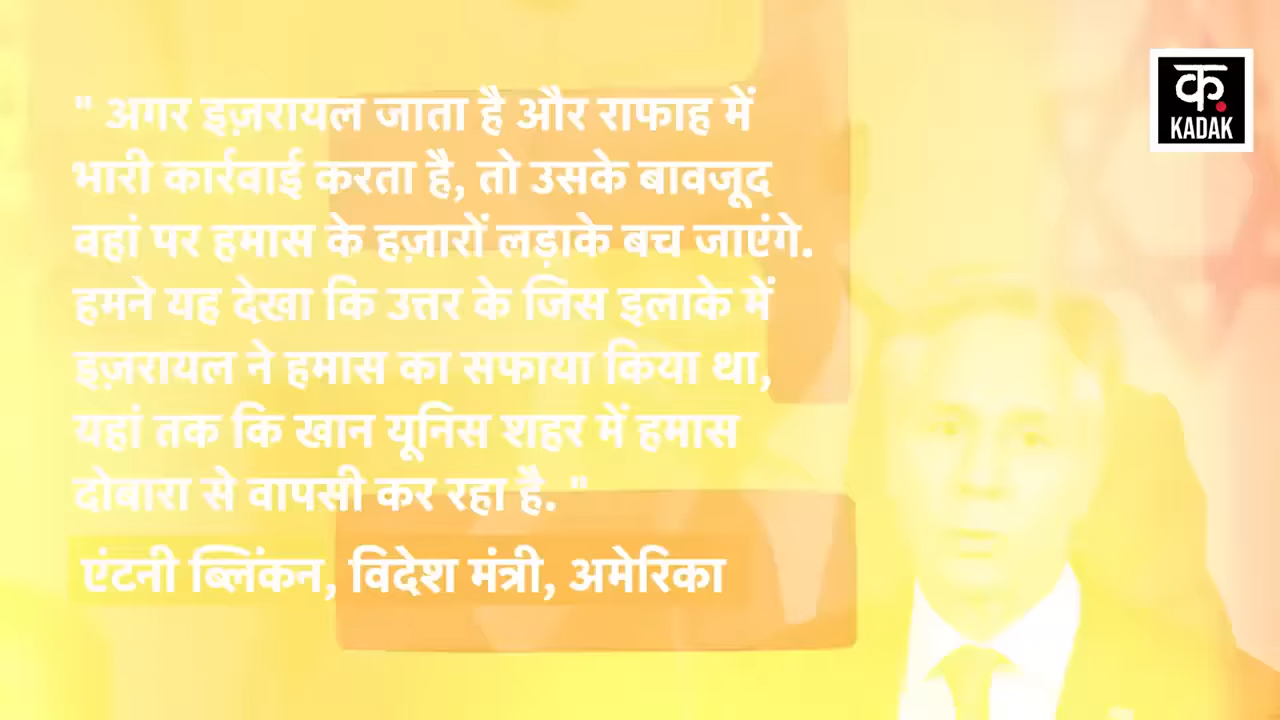 " अगर इज़रायल जाता है और राफाह में
भारी कार्रवाई करता है, तो उसके बावजूद
वहां पर हमास के हज़ारों लड़ाके बच जाएंगे.
हमने यह देखा कि उत्तर के जिस इलाके में
इज़रायल ने हमास का सफाया किया था,
यहां तक कि खान यूनिस शहर में हमास
दोबारा से वापसी कर रहा है. "
एंटनी ब्लिंकन, विदेश मंत्री, अमेरिका
क
KADAK